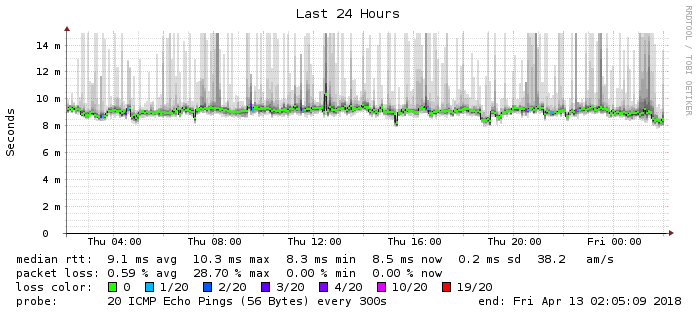 Last 24 Hours
RRDTOOL / TOBI OETIKER
Seconds
14 m
12 m
10 m
8 m
6 m
4 m
2 m
0
Thu 04:00 Thu 08:00 Thu 12:00 Thu 16:00 Thu 20:00 Fri 00:00
median rtt: 9.1 ms avg 10.3 ms max 8.3 ms min 8.5 ms now 0.2 ms sd 38.2 am/s
packet loss: 0.59 % avg 28.70 % max 0.00 % min 0.00 % now
loss color: 0 1/20 2/20 3/20 4/20 10/20 19/20
probe: 20 ICMP Echo Pings (56 Bytes) every 300s end: Fri Apr 13 02:05:09 2018